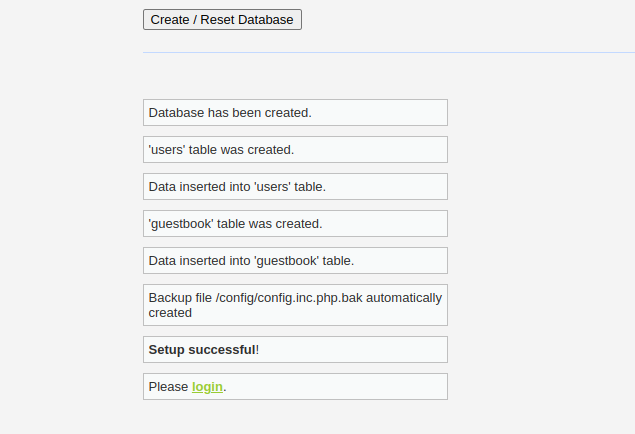 Create / Reset Database
Database has been created.
'users' table was created.
Data inserted into 'users' table.
'guestbook' table was created.
Data inserted into 'guestbook' table.
Backup file /config/config.inc.php.bak automatically
created
Setup successful!
Please login.